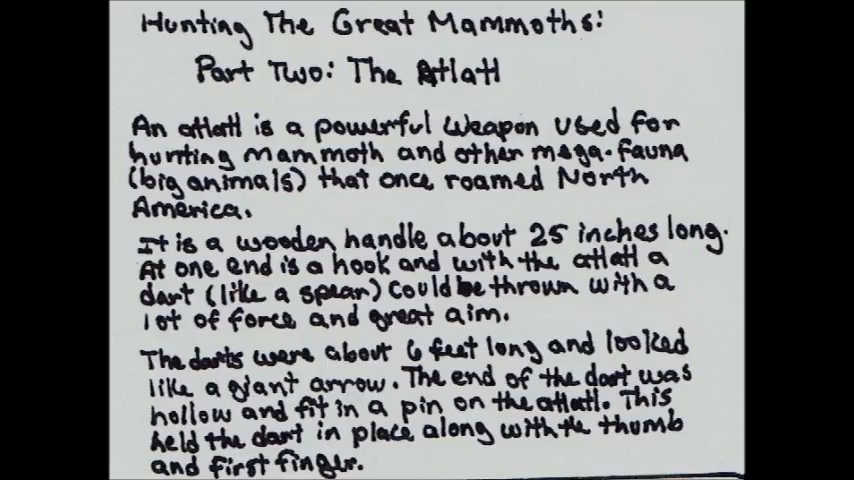 Hunting The Great Mammoths:
Part Two: The Atlatl
An atlatl is a powerful weapon used for
hunting mammoth and other mega-fauna
(big animals) that once roamed North
America.
It is a wooden handle about 25 inches long.
At one end is a hook and with the atlatl a
dart (like a spear) could be thrown with a
lot of force and great aim.
The darts were about 6 feet long and looked
like a giant arrow. The end of the dart was
hollow and fit in a pin on the atlatl. This
held the dart in place along with the thumb
and first finger.